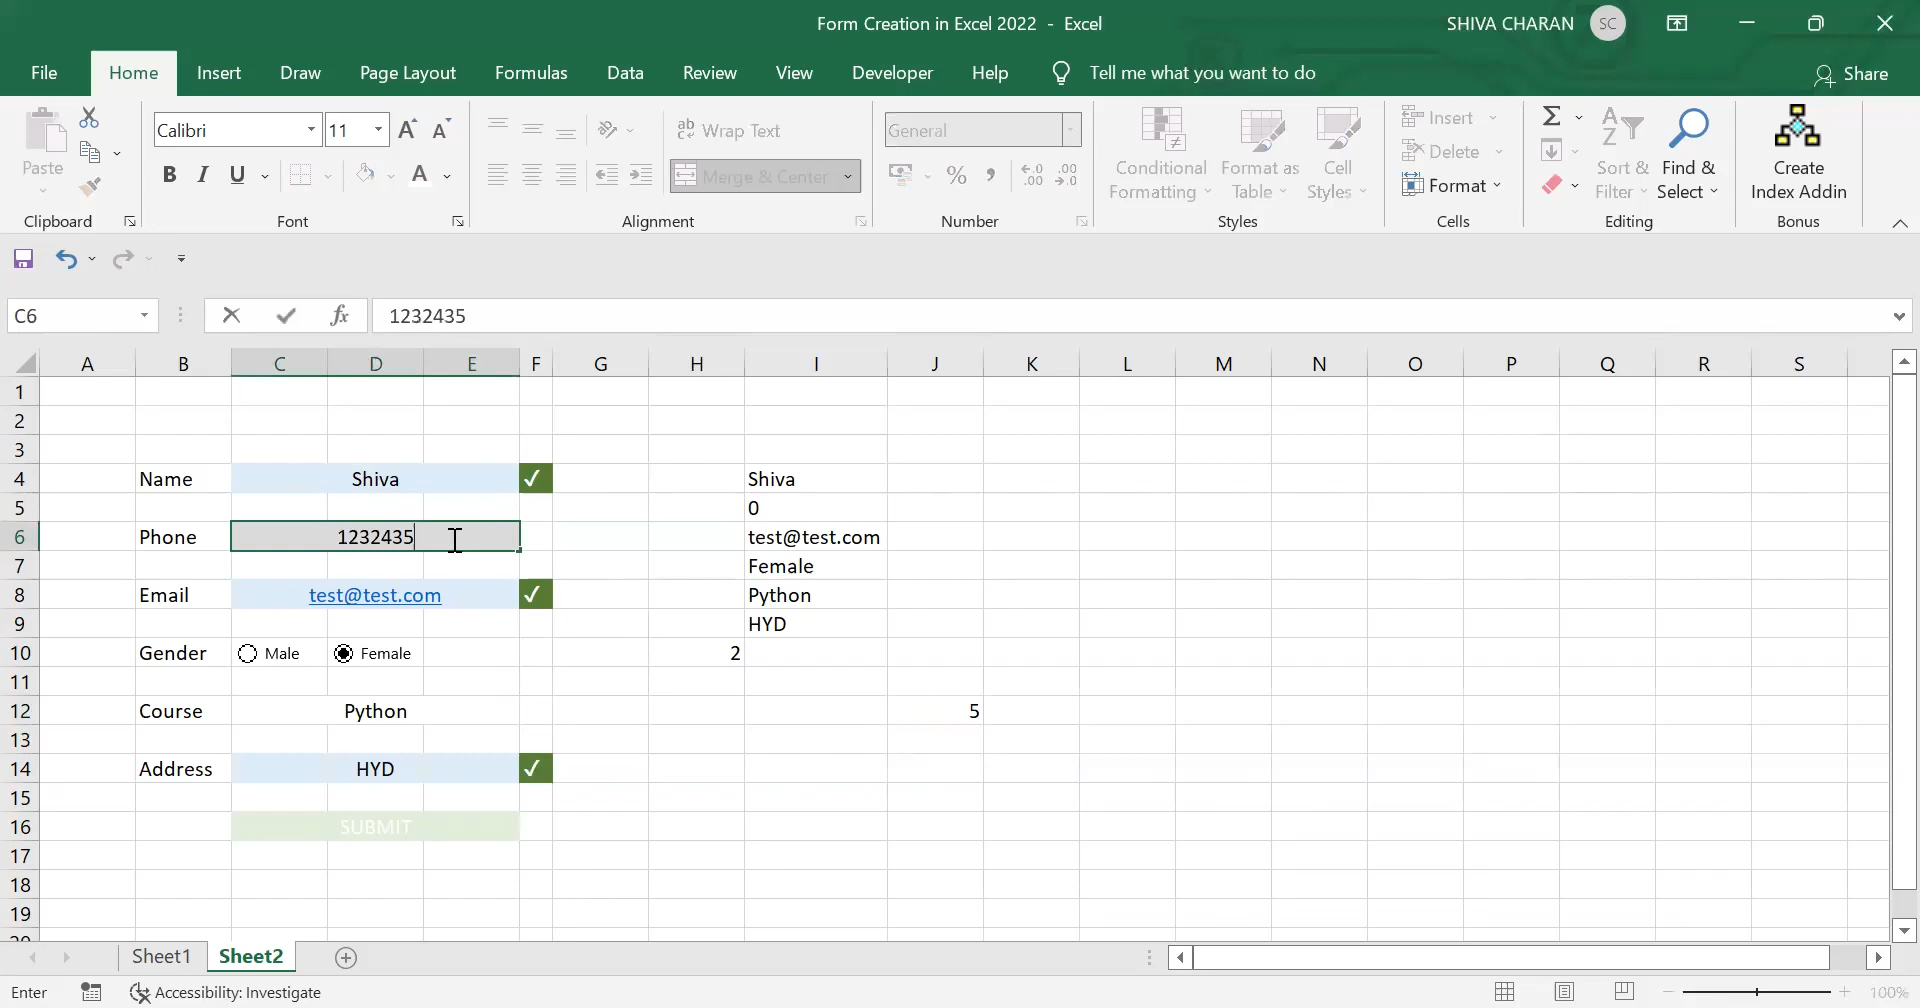 Form Creation in Excel 2022 - Excel
SHIVA CHARAN SC
File Home Insert Draw Page Layout Formulas Data Review View Developer Help Tell me what you want to do Share
Paste
Clipboard
Calibri 11
B I U A
Font
Wrap Text
Merge & Center
Alignment
General
% , .00
Number
Conditional Formatting
Format as Table
Cell Styles
Styles
Insert
Delete
Format
Cells
Sort & Filter
Find & Select
Editing
Create Index Addin
Bonus
C6 fx 1232435
A B C D E F G H I J K L M N O P Q R S
1
2
3
4 Name Shiva ✓ Shiva
5 0
6 Phone 1232435 test@test.com
7 Female
8 Email test@test.com ✓ Python
9 HYD
10 Gender Male Female 2
11
12 Course Python 5
13
14 Address HYD ✓
15
16 SUBMIT
17
18
19
Sheet1 Sheet2
Enter Accessibility: Investigate 100%